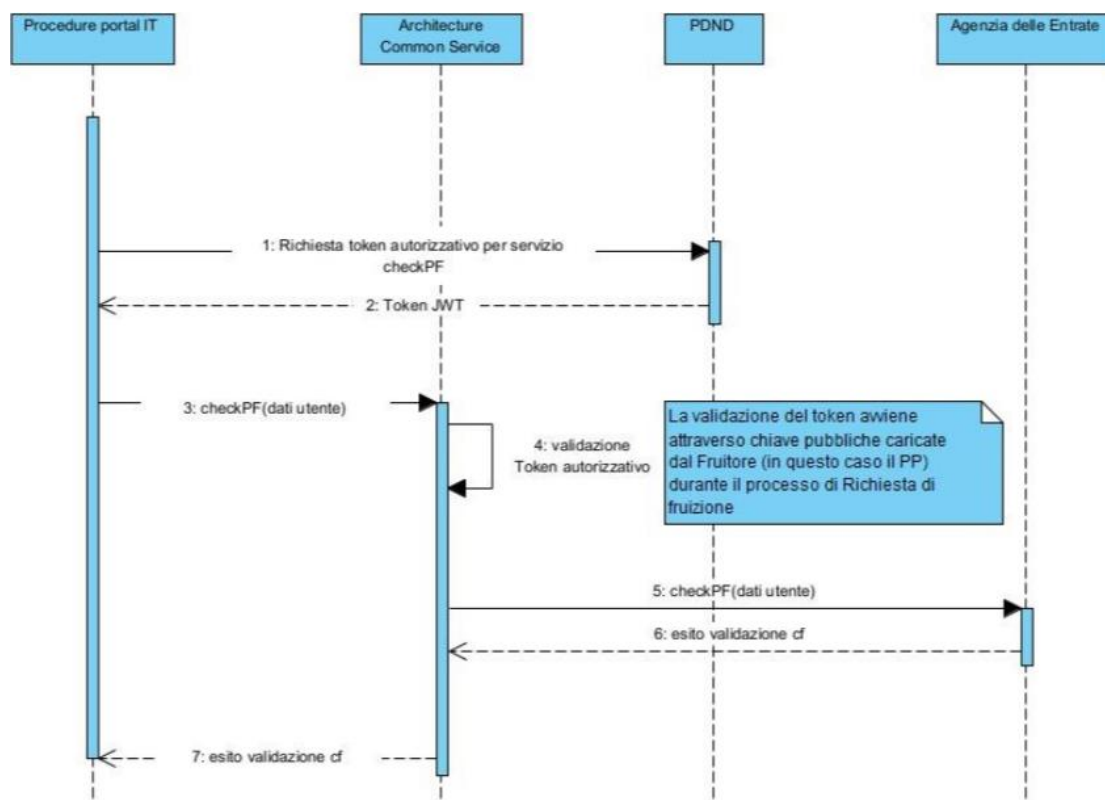 Procedure portal IT
Architecture
Common Service
PDND
Agenzia delle Entrate
1: Richiesta token autorizzativo per servizio
checkPF
2: Token JWT
3: checkPF(dati utente)
4: validazione
Token autorizzativo
La validazione del token avviene
attraverso chiave pubbliche caricate
dal Fruitore (in questo caso il PP)
durante il processo di Richiesta di
fruizione
5: checkPF(dati utente)
6: esito validazione cf
7: esito validazione cf